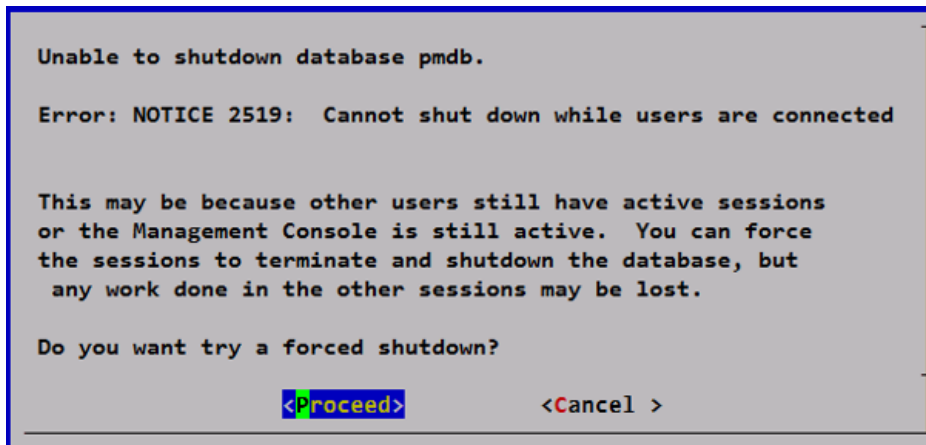 Unable to shutdown database pmdb.
Error: NOTICE 2519:  Cannot shut down while users are connected
This may be because other users still have active sessions
or the Management Console is still active.  You can force
the sessions to terminate and shutdown the database, but
any work done in the other sessions may be lost.
Do you want try a forced shutdown?
<Proceed> <Cancel >